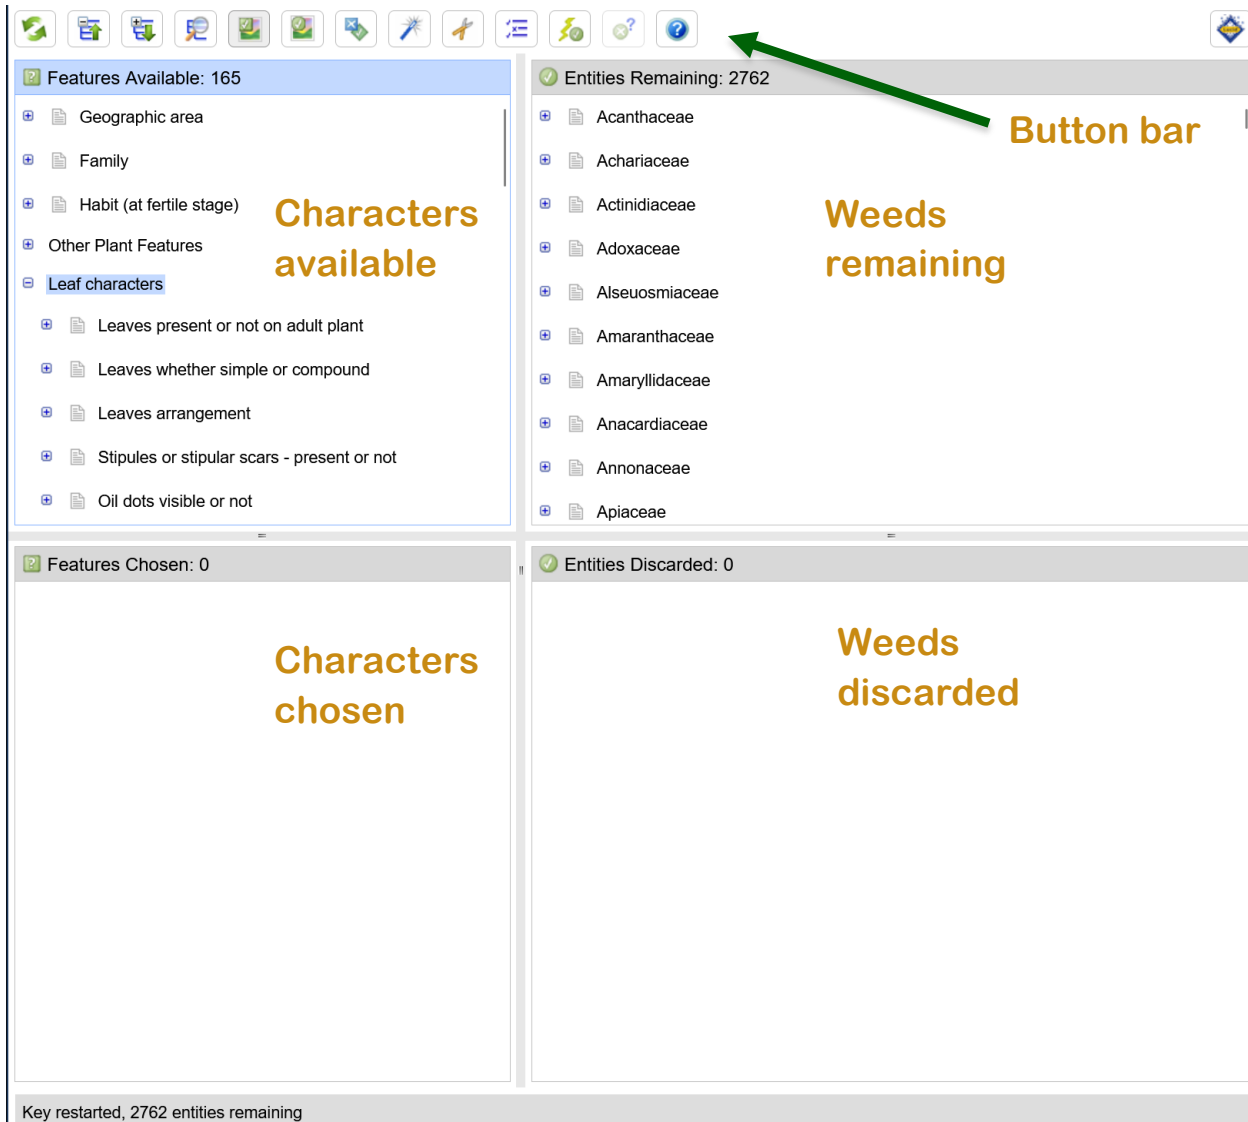 Features Available: 165
Geographic area
Family
Habit (at fertile stage)
Other Plant Features
Leaf characters
Leaves present or not on adult plant
Leaves whether simple or compound
Leaves arrangement
Stipules or stipular scars - present or not
Oil dots visible or not
Characters
available
Entities Remaining: 2762
Acanthaceae
Achariaceae
Actinidiaceae
Adoxaceae
Alseuosmiaceae
Amaranthaceae
Amaryllidaceae
Anacardiaceae
Annonaceae
Apiaceae
Button bar
Weeds
remaining
Features Chosen: 0
Characters
chosen
Entities Discarded: 0
Weeds
discarded
Key restarted, 2762 entities remaining